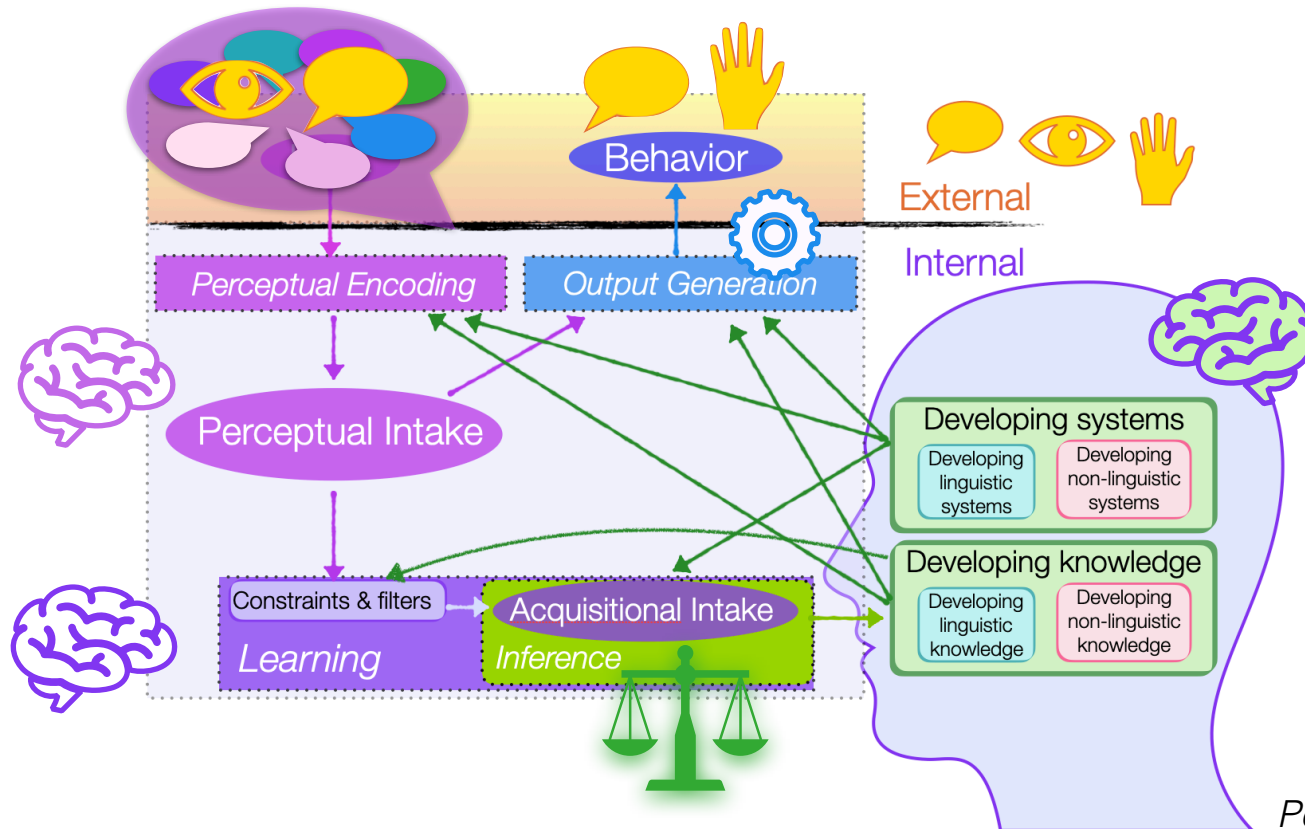 Behavior
External
Internal
Perceptual Encoding
Output Generation
Perceptual Intake
Developing systems
Developing
linguistic
systems
Developing
non-linguistic
systems
Developing knowledge
Developing
linguistic
knowledge
Developing
non-linguistic
knowledge
Constraints & filters
Acquisitional Intake
Learning
Inference